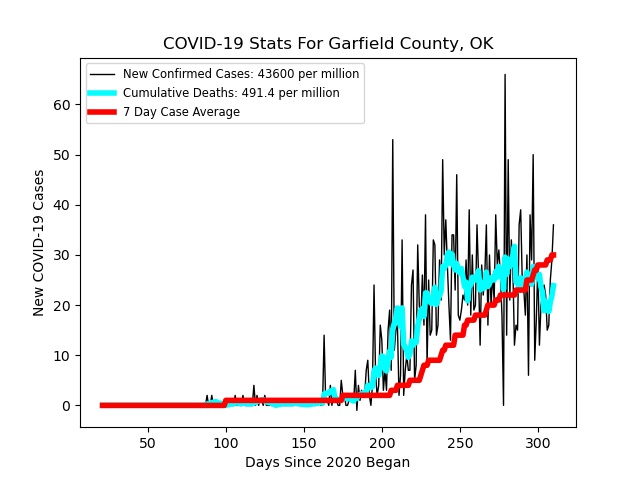 COVID-19 Stats For Garfield County, OK
New Confirmed Cases: 43600 per million
Cumulative Deaths: 491.4 per million
7 Day Case Average
New COVID-19 Cases
60
50
40
30
20
10
0
50 100 150 200 250 300
Days Since 2020 Began